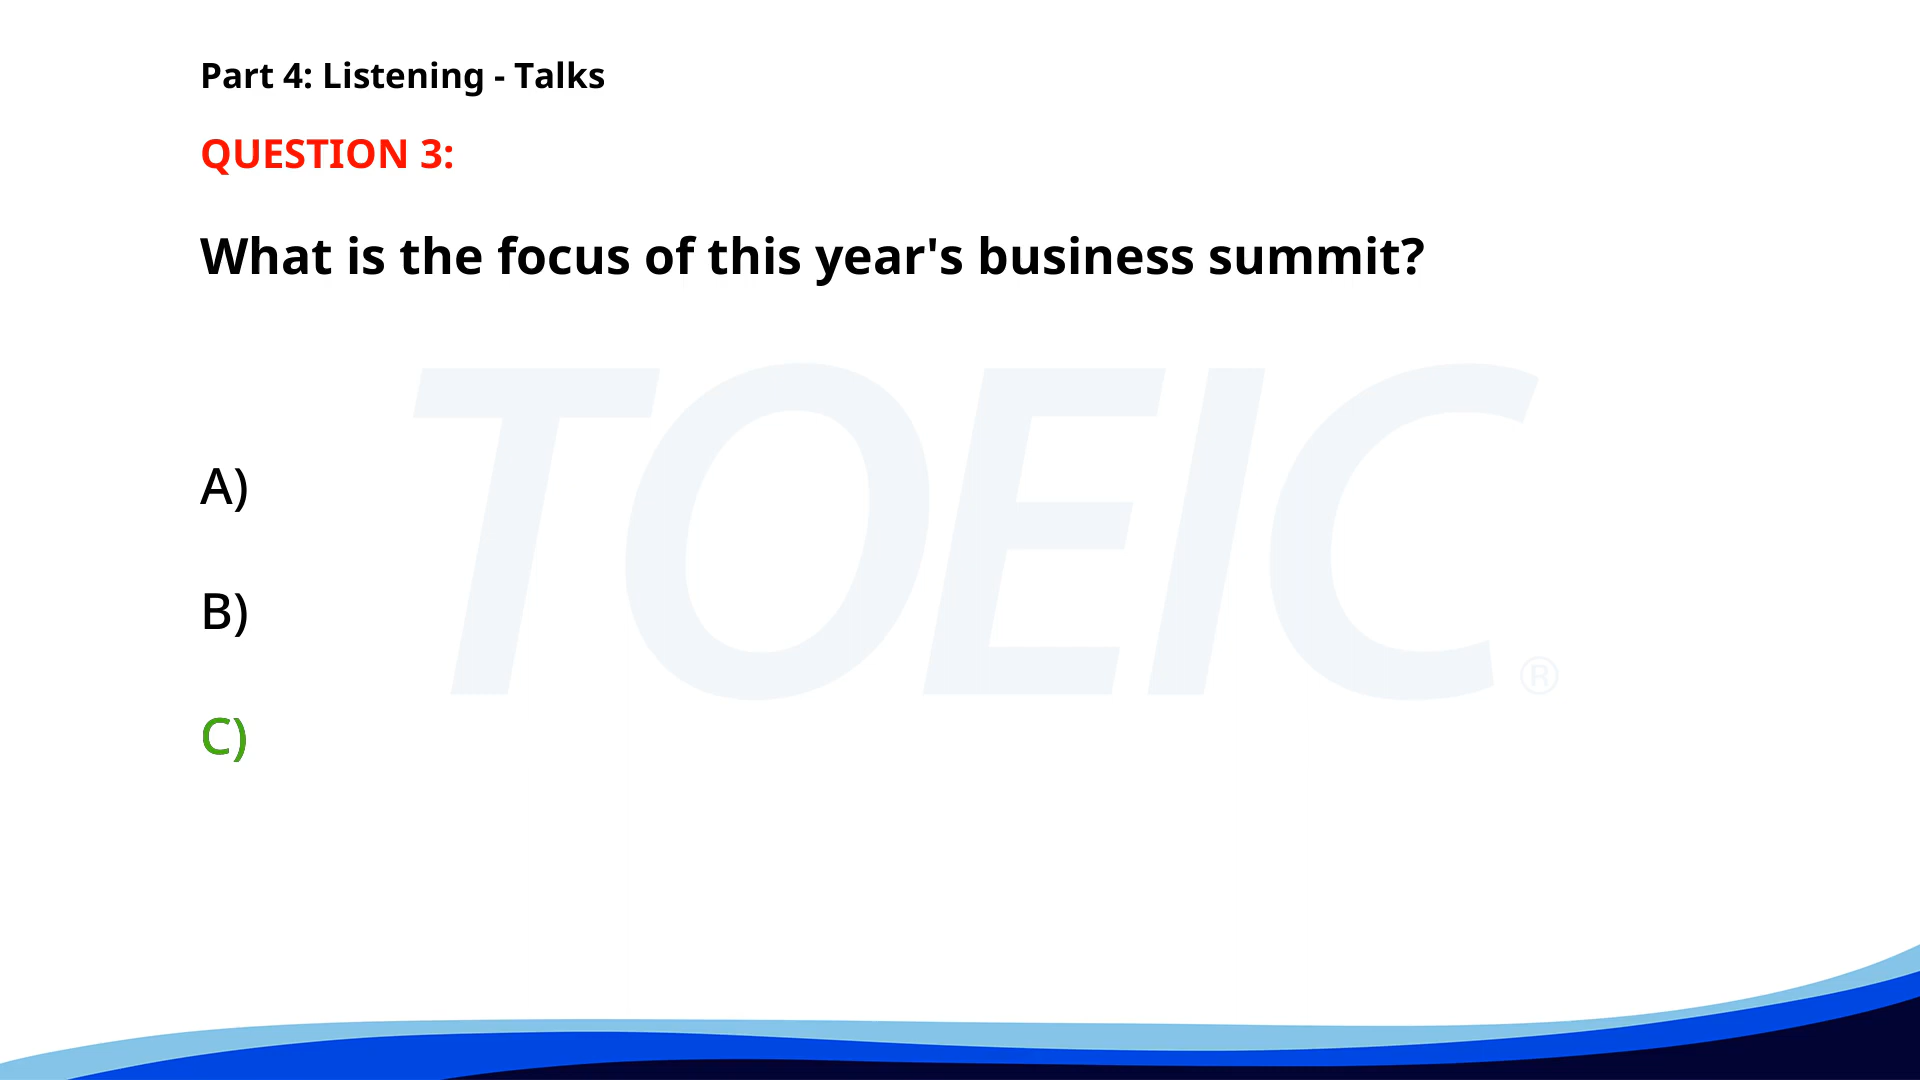 Part 4: Listening - Talks
QUESTION 3:
What is the focus of this year's business summit?
TOEIC®
A)
B)
C)